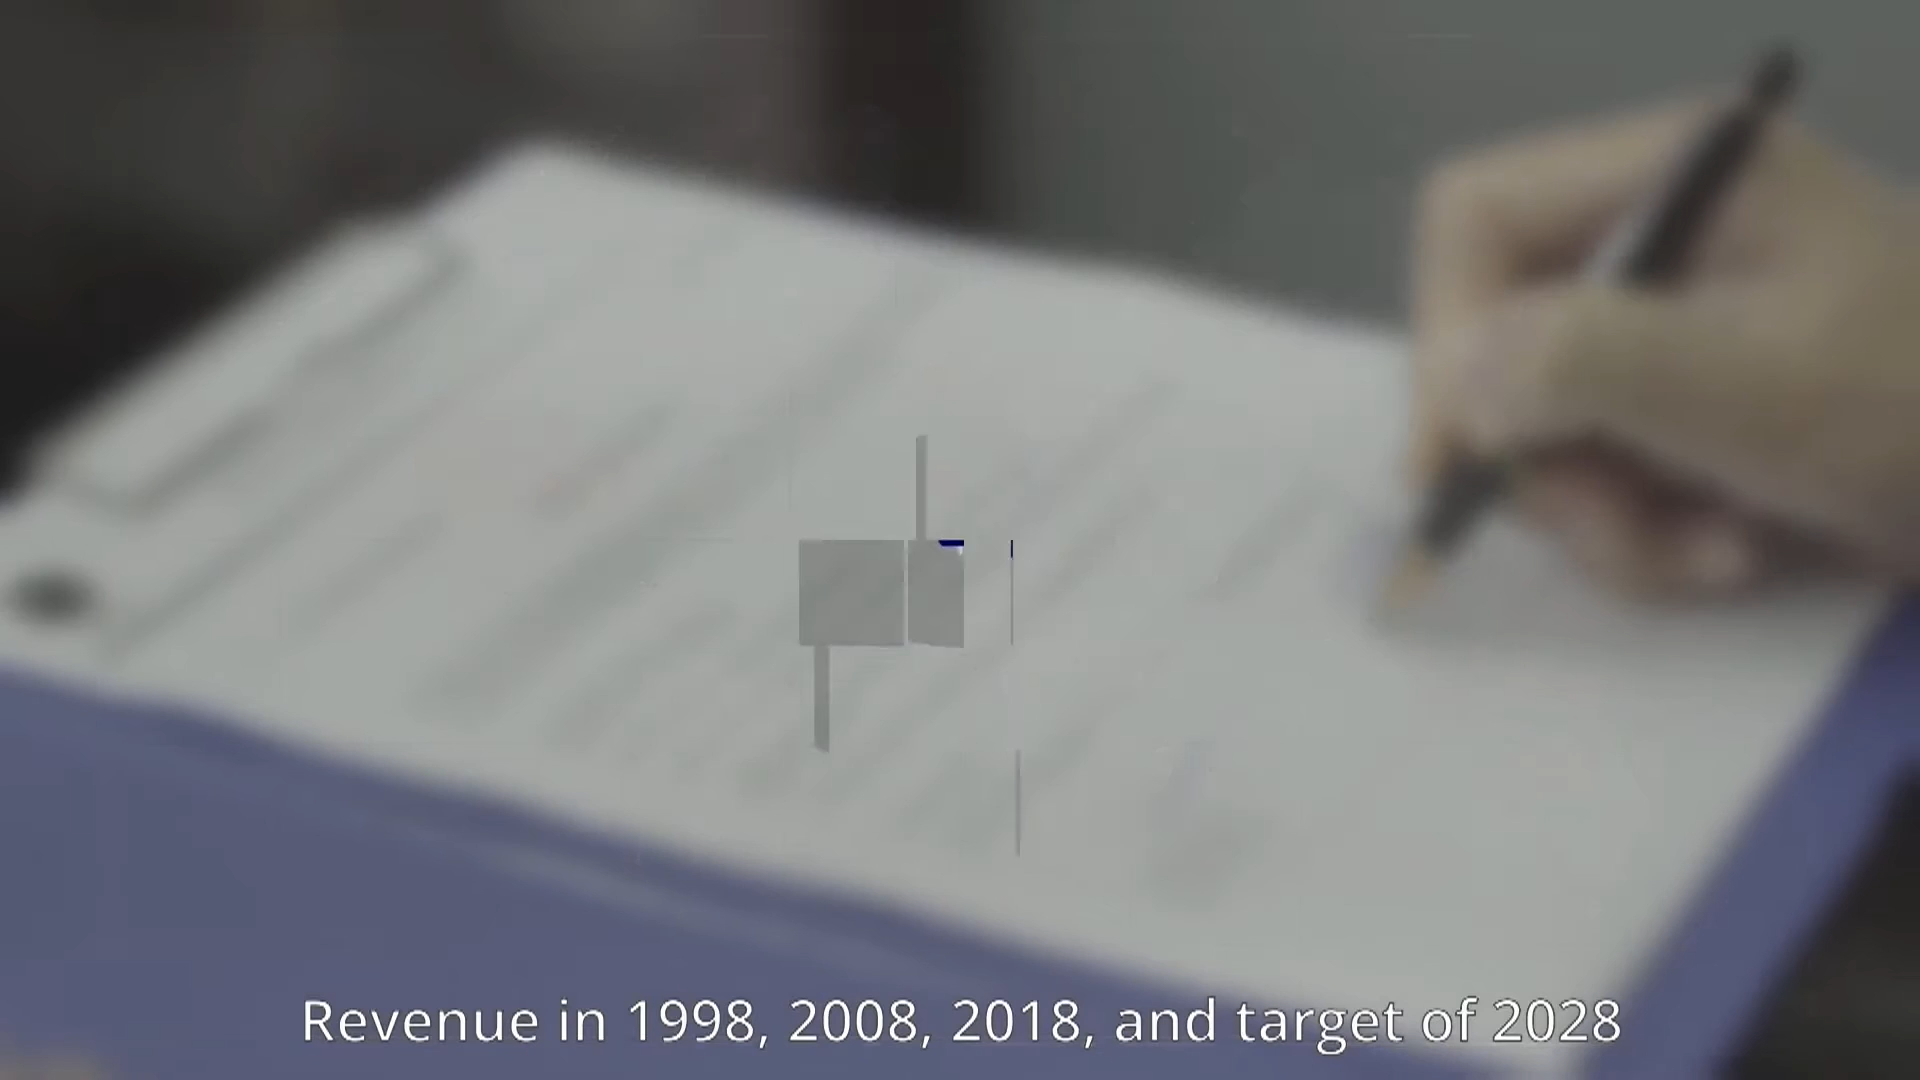 Revenue in 1998, 2008, 2018, and target of 2028